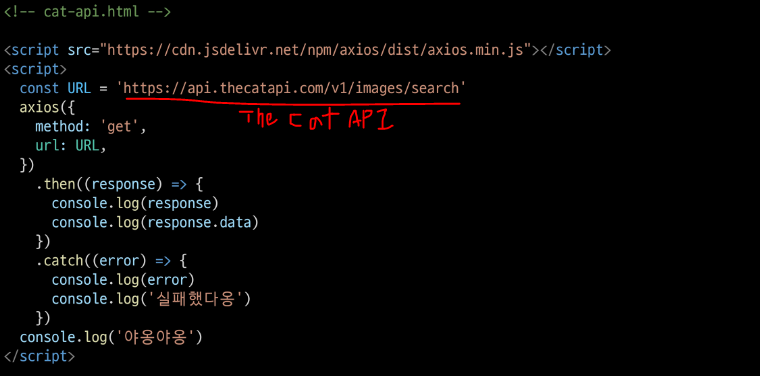 <!-- cat-api.html -->
<script src="https://cdn.jsdelivr.net/npm/axios/dist/axios.min.js"></script>
<script>
const URL = 'https://api.thecatapi.com/v1/images/search'
The Cat API
axios({
method: 'get',
url: URL,
})
.then((response) => {
console.log(response)
console.log(response.data)
})
.catch((error) => {
console.log(error)
console.log('실패했다옹')
})
console.log('야옹야옹')
</script>